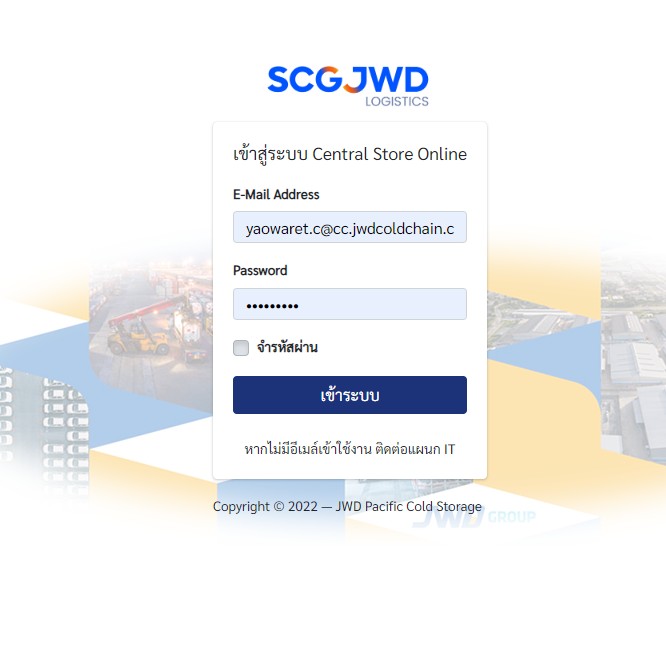 SCGJWD
LOGISTICS
เข้าสู่ระบบ Central Store Online
E-Mail Address
yaowaret.c@cc.jwdcoldchain.c
Password
•••••••••
จำรหัสผ่าน
เข้าระบบ
หากไม่มีอีเมล์เข้าใช้งาน ติดต่อแผนก IT
Copyright © 2022 — JWD Pacific Cold Storage
JWD GROUP